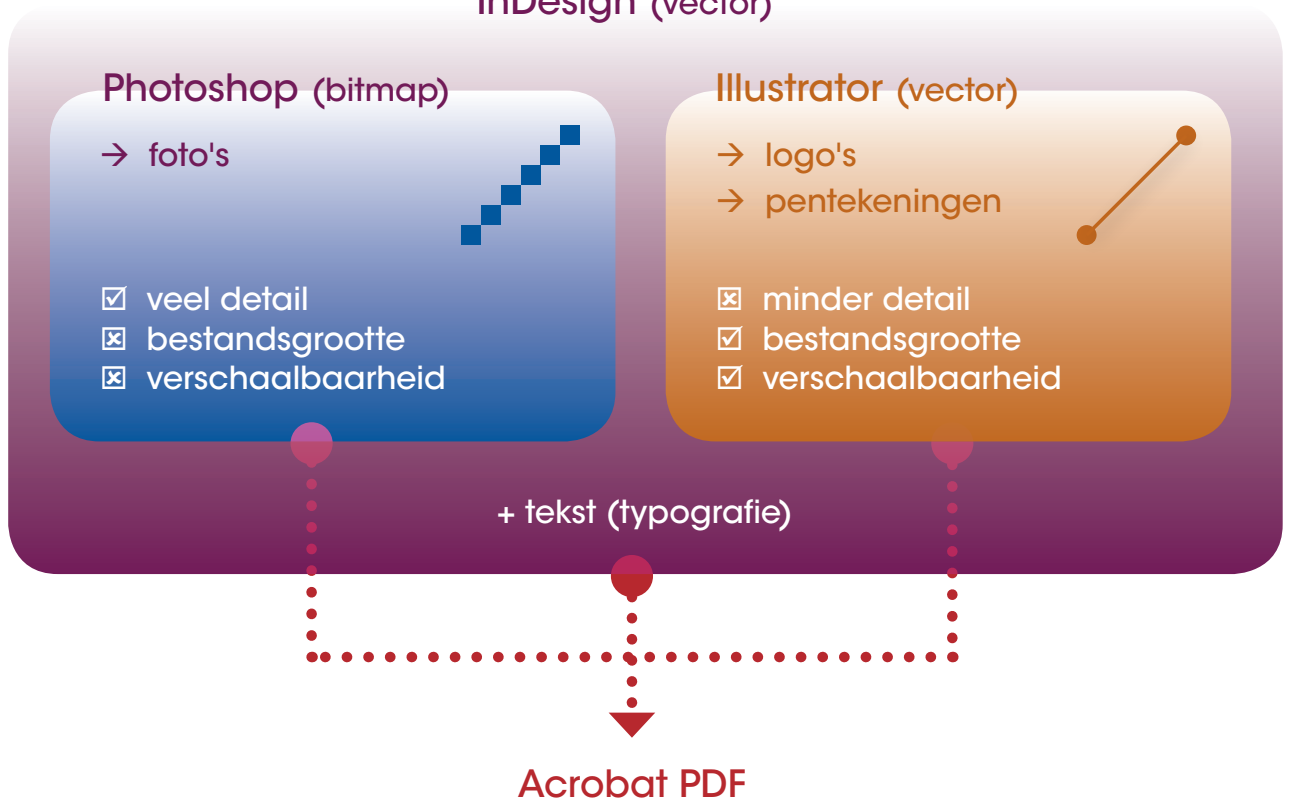 InDesign (vector)
Photoshop (bitmap)
→ foto's
☑ veel detail
☒ bestandsgrootte
☒ verschaalbaarheid
Illustrator (vector)
→ logo's
→ pentekeningen
☒ minder detail
☑ bestandsgrootte
☑ verschaalbaarheid
+ tekst (typografie)
Acrobat PDF